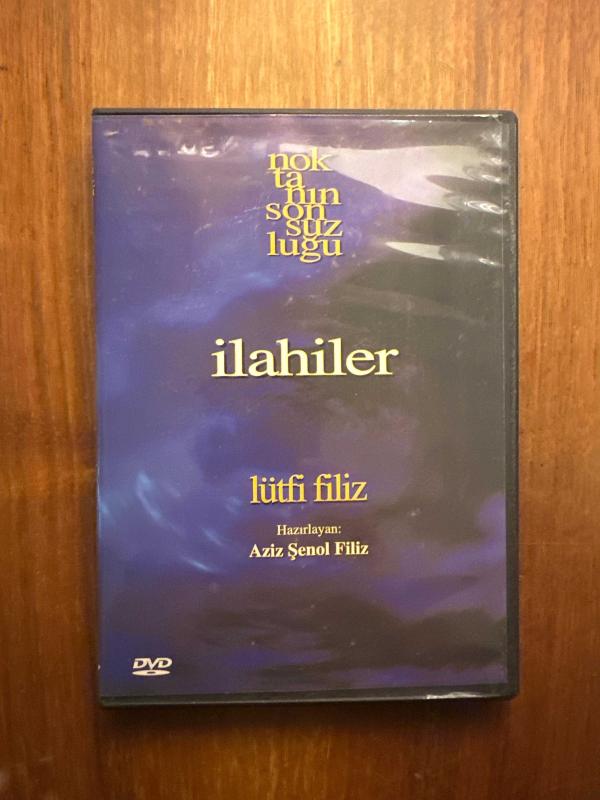 nok
ta
nın
son
suz
luğu
ilahiler
lütfi filiz
Hazırlayan:
Aziz Şenol Filiz
DVD